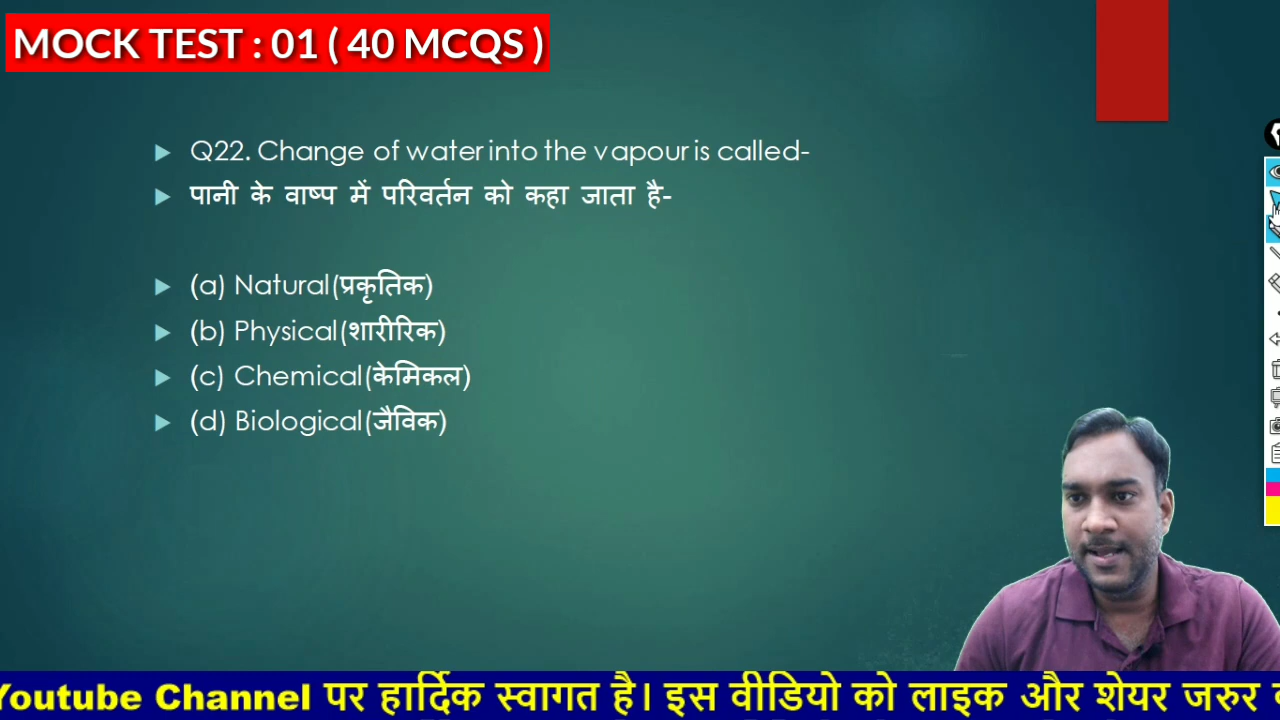 MOCK TEST : 01 ( 40 MCQS )
Q22. Change of water into the vapour is called-
पानी के वाष्प में परिवर्तन को कहा जाता है-
(a) Natural(प्रकृतिक)
(b) Physical(शारीरिक)
(c) Chemical(केमिकल)
(d) Biological(जैविक)
Youtube Channel पर हार्दिक स्वागत है। इस वीडियो को लाइक और शेयर जरुर